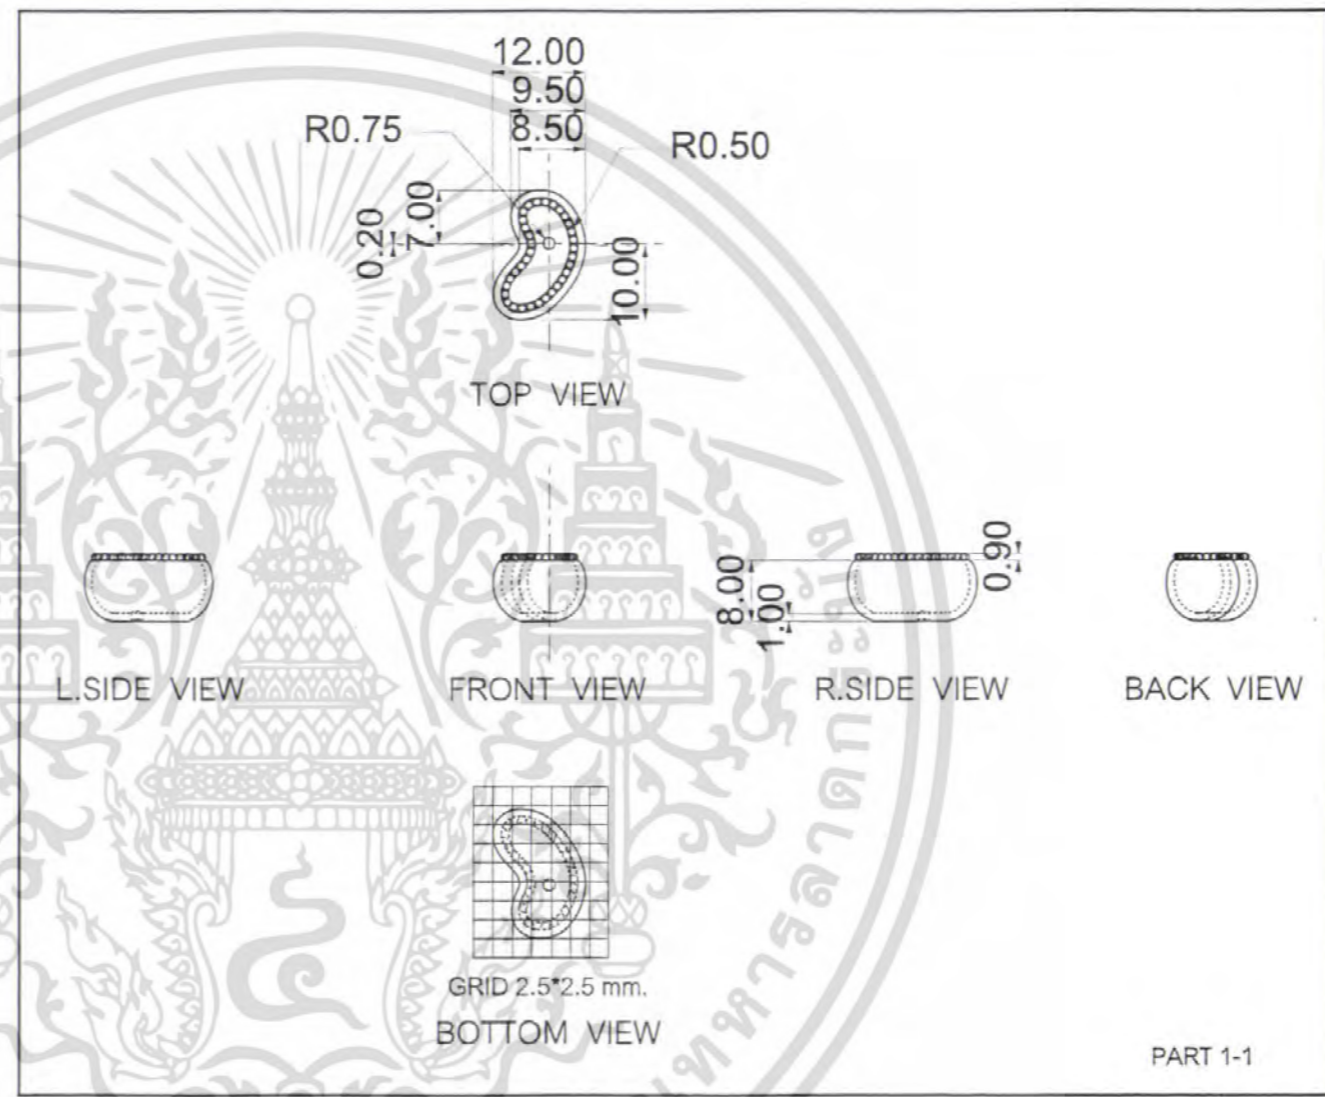 12.00
9.50
8.50
R0.75
R0.50
7.00
0.20
10.00
TOP VIEW
8.00
1.00
0.90
L.SIDE VIEW
FRONT VIEW
R.SIDE VIEW
BACK VIEW
GRID 2.5*2.5 mm.
BOTTOM VIEW
PART 1-1